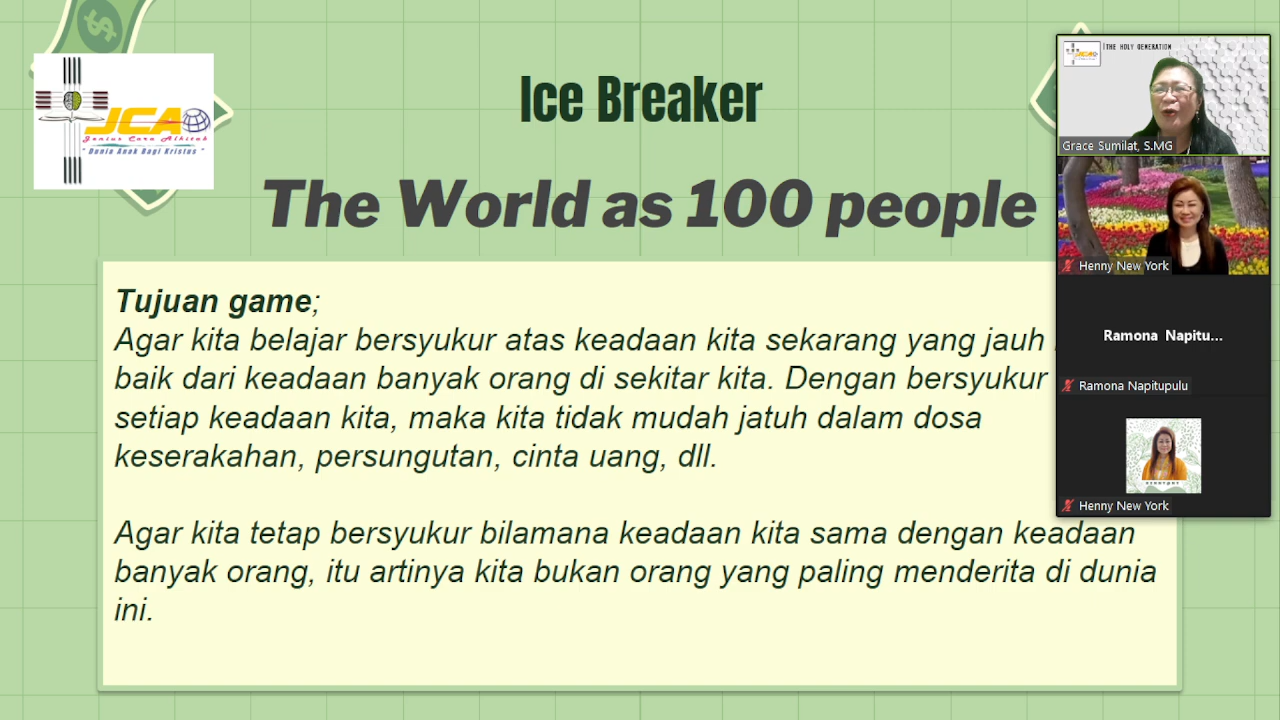 JCA
Genius Cara Alkitab
" Dunia Anak Bagi Kristus "
Ice Breaker
The World as 100 people
Tujuan game;
Agar kita belajar bersyukur atas keadaan kita sekarang yang jauh
baik dari keadaan banyak orang di sekitar kita. Dengan bersyukur
setiap keadaan kita, maka kita tidak mudah jatuh dalam dosa
keserakahan, persungutan, cinta uang, dll.
Agar kita tetap bersyukur bilamana keadaan kita sama dengan keadaan
banyak orang, itu artinya kita bukan orang yang paling menderita di dunia
ini.
THE HOLY GENERATION
Grace Sumilat, S.MG
Henny New York
Ramona Napitu...
Ramona Napitupulu
Henny New York